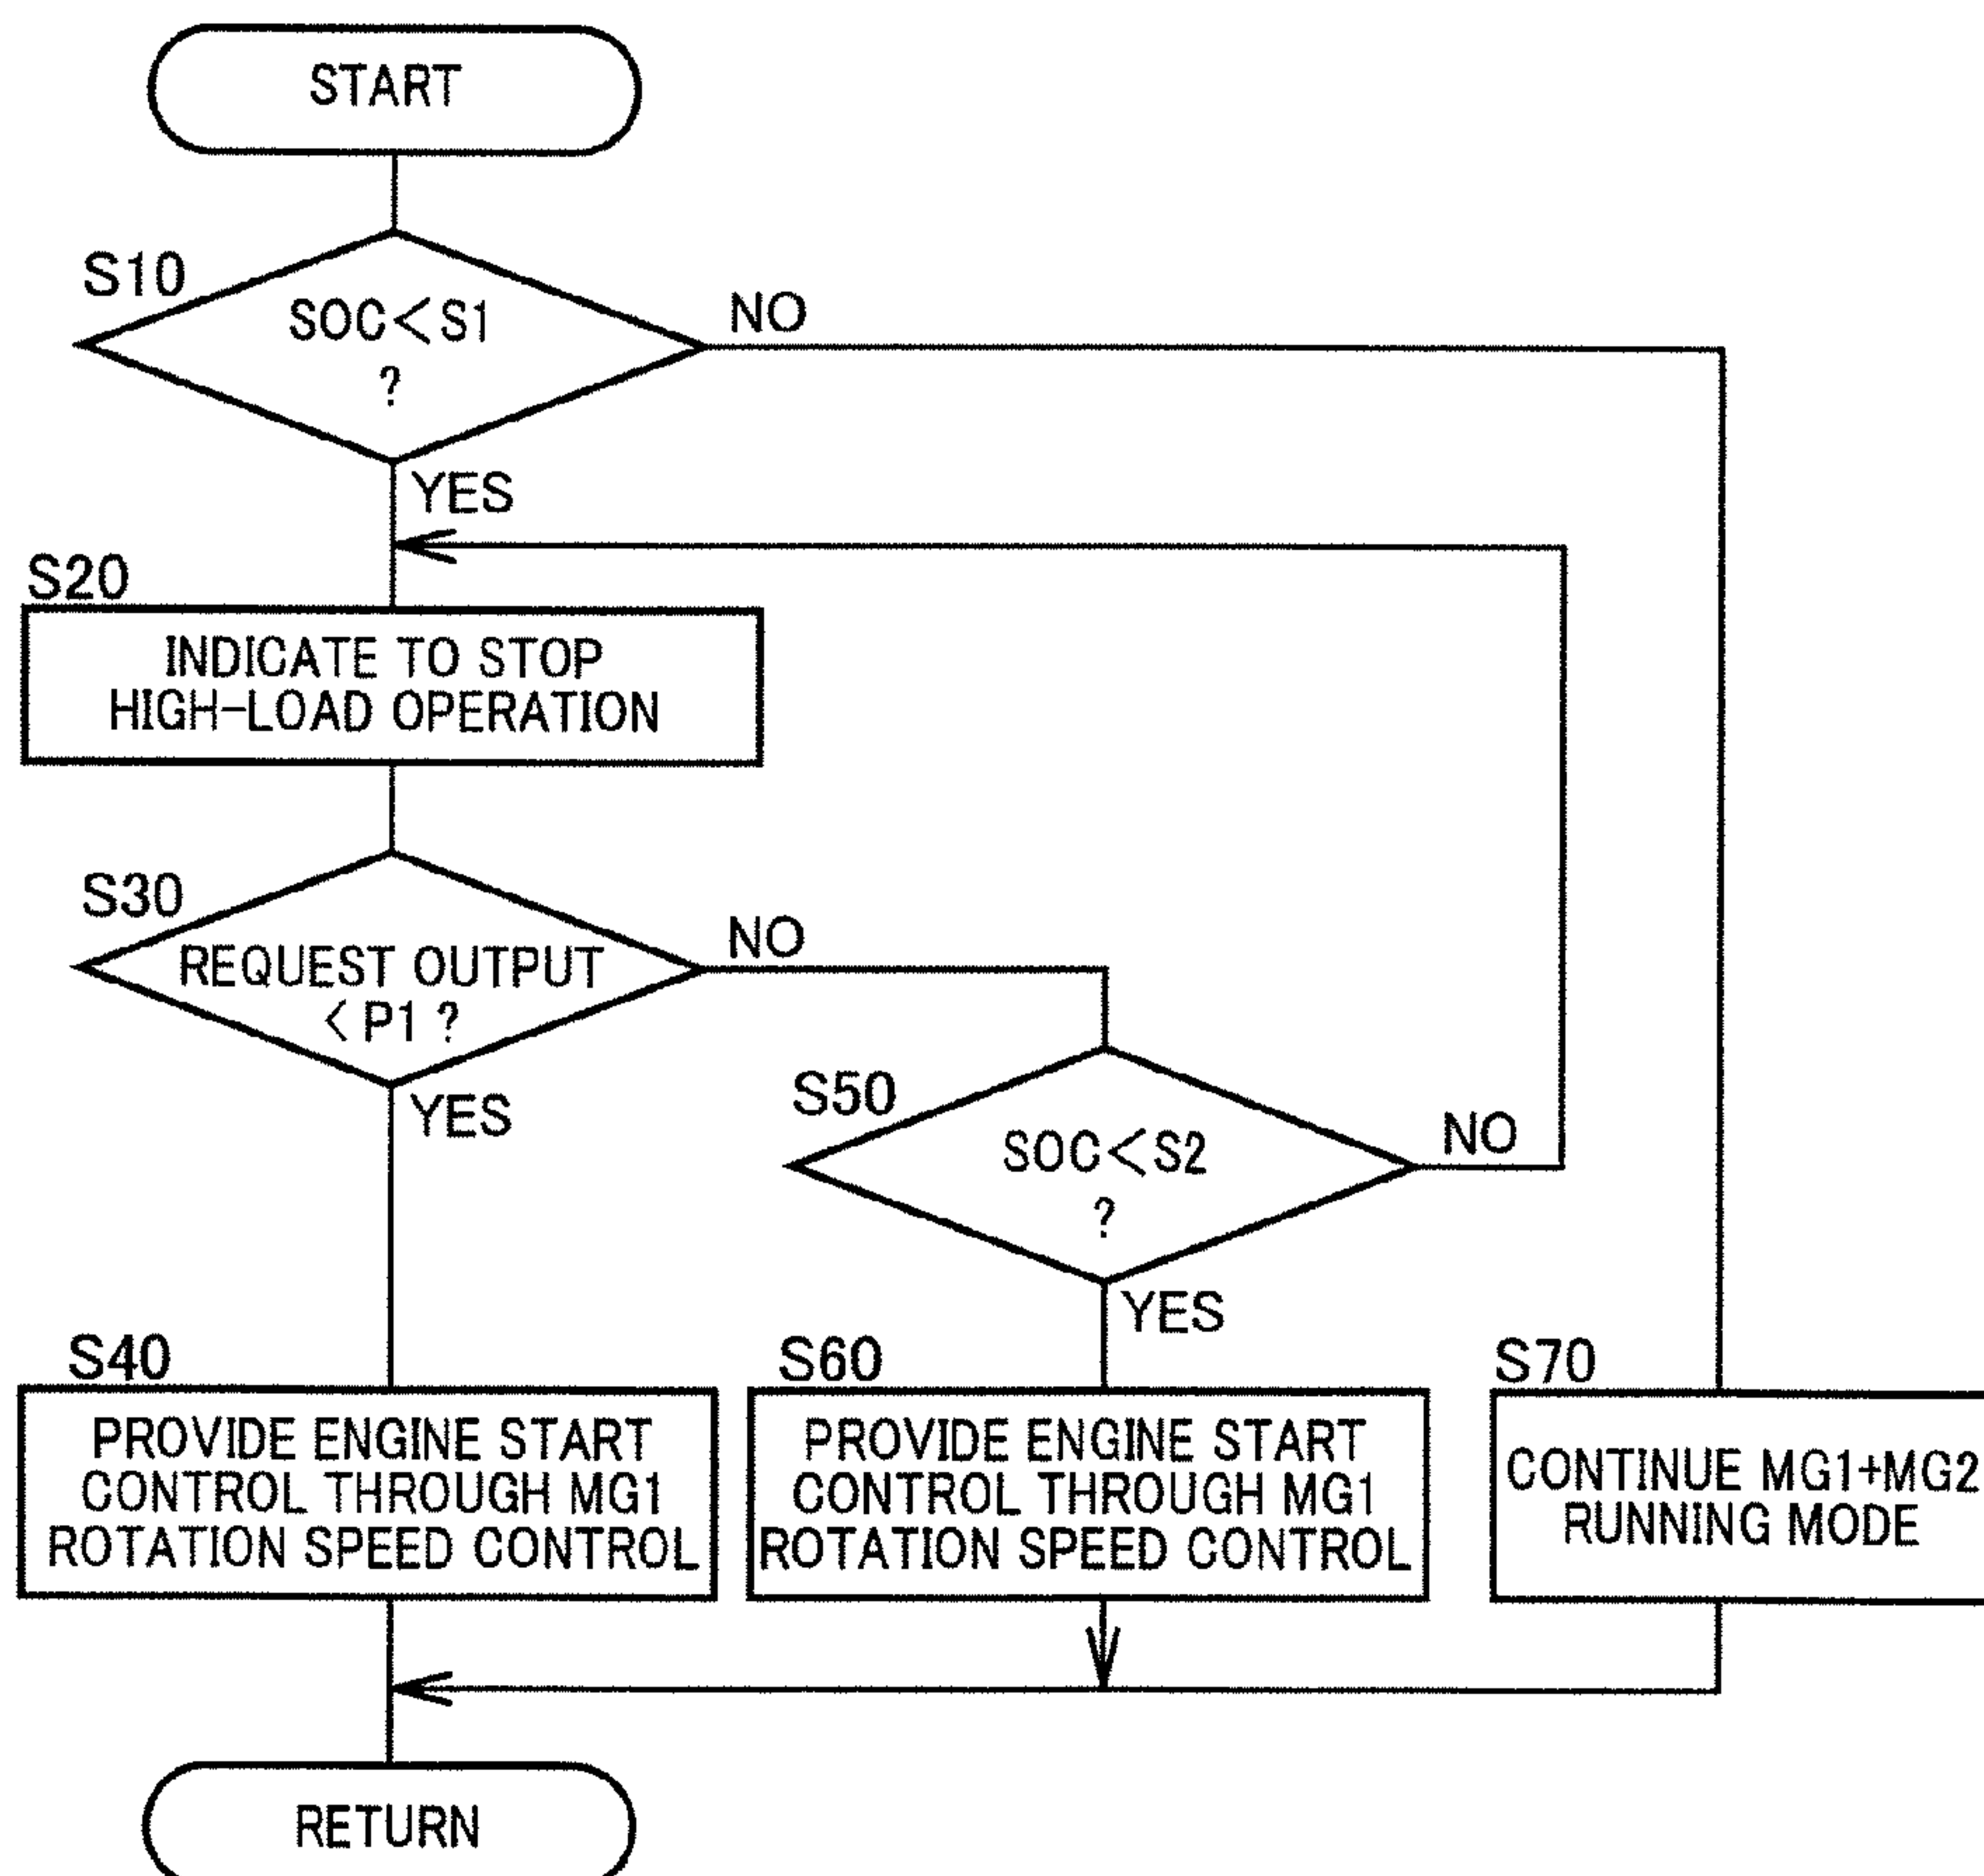 START
S10
SOC<S1
?
NO
YES
S20
INDICATE TO STOP
HIGH-LOAD OPERATION
S30
REQUEST OUTPUT
< P1 ?
NO
YES
S50
SOC<S2
?
NO
YES
S40
PROVIDE ENGINE START
CONTROL THROUGH MG1
ROTATION SPEED CONTROL
S60
PROVIDE ENGINE START
CONTROL THROUGH MG1
ROTATION SPEED CONTROL
S70
CONTINUE MG1+MG2
RUNNING MODE
RETURN